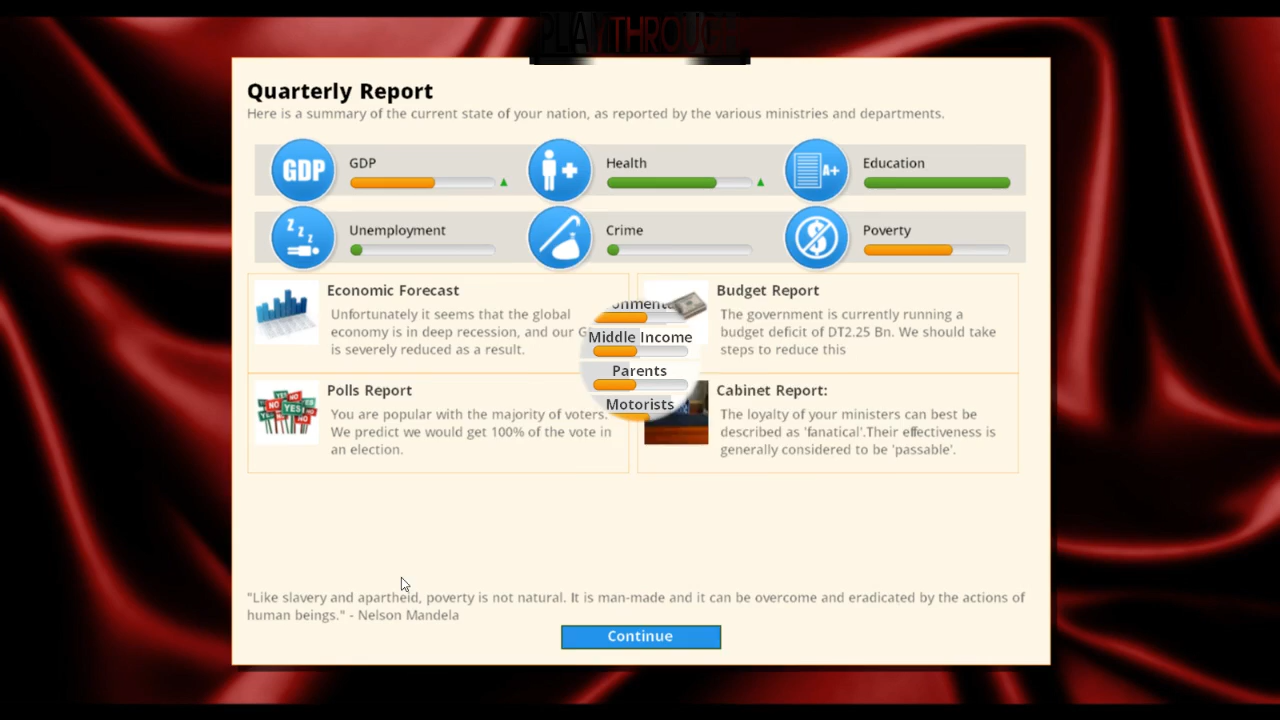 PLAYTHROUGH
Quarterly Report
Here is a summary of the current state of your nation, as reported by the various ministries and departments.
GDP
GDP
Health
A+
Education
Z Z Z
Unemployment
Crime
$
Poverty
Economic Forecast
Unfortunately it seems that the global
economy is in deep recession, and our
is severely reduced as a result.
Budget Report
The government is currently running a
budget deficit of DT2.25 Bn. We should take
steps to reduce this
Middle Income
Parents
Motorists
Polls Report
NO YES NO
You are popular with the majority of voters.
We predict we would get 100% of the vote in
an election.
Cabinet Report:
The loyalty of your ministers can best be
described as 'fanatical'.Their effectiveness is
generally considered to be 'passable'.
"Like slavery and apartheid, poverty is not natural. It is man-made and it can be overcome and eradicated by the actions of
human beings." - Nelson Mandela
Continue